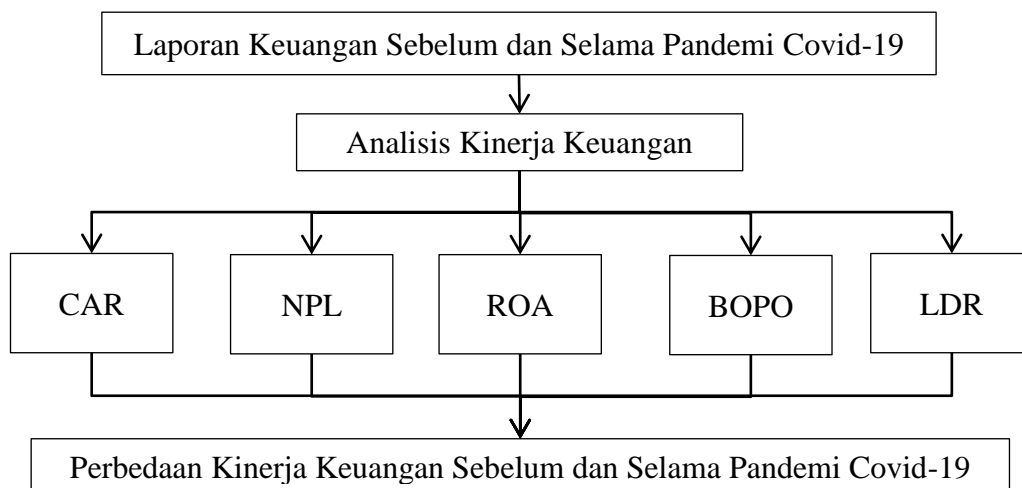 Laporan Keuangan Sebelum dan Selama Pandemi Covid-19
Analisis Kinerja Keuangan
CAR
NPL
ROA
BOPO
LDR
Perbedaan Kinerja Keuangan Sebelum dan Selama Pandemi Covid-19